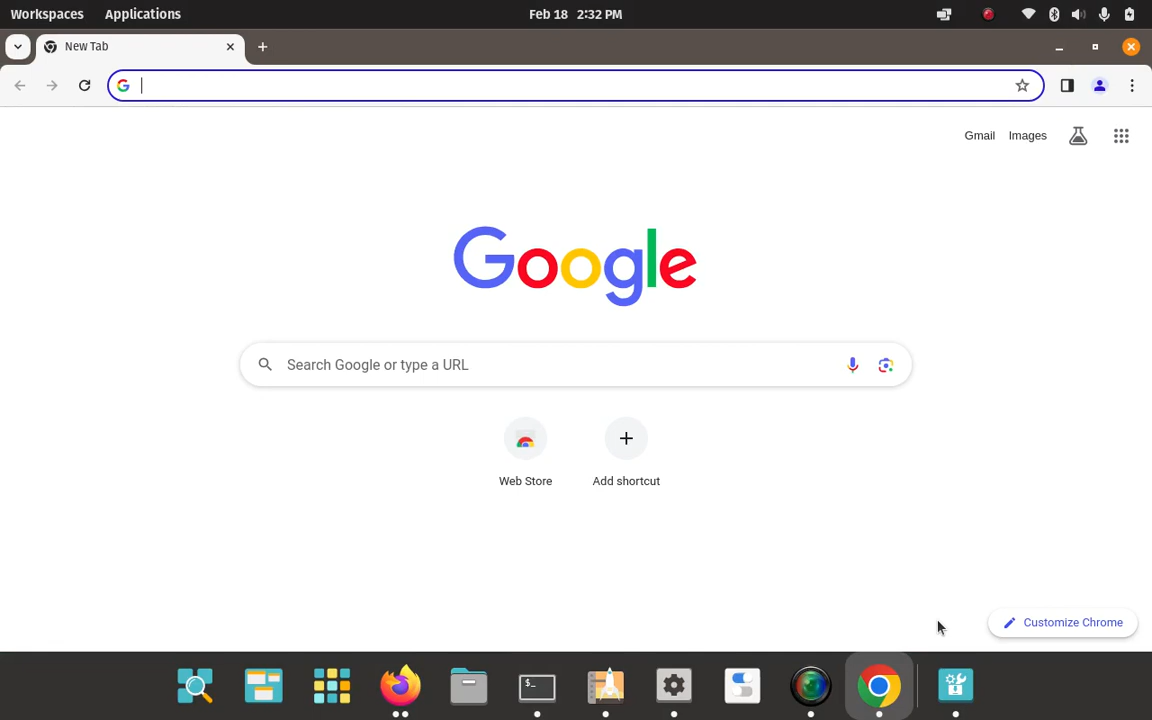 Workspaces Applications Feb 18 2:32 PM
New Tab
Gmail Images
Google
Search Google or type a URL
Web Store Add shortcut
Customize Chrome
$_